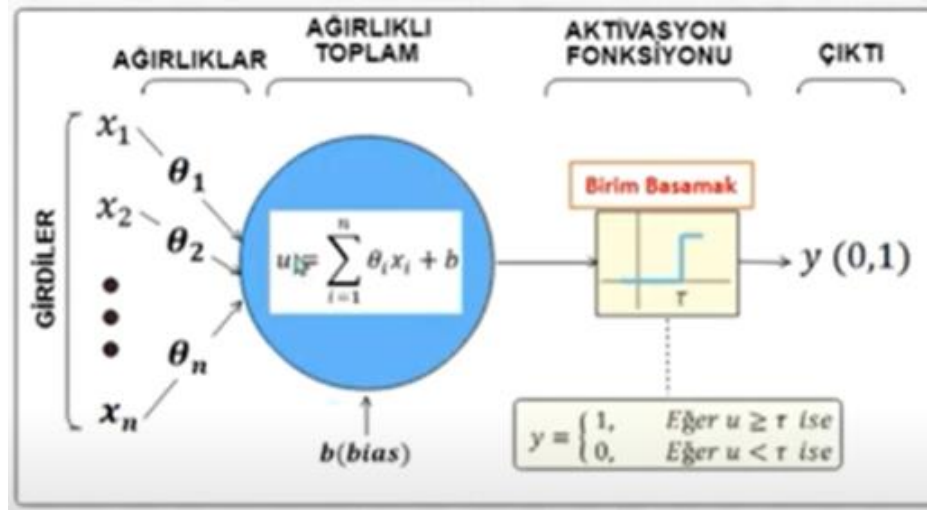 AĞIRLIKLAR
AĞIRLIKLI
TOPLAM
AKTİVASYON
FONKSİYONU
ÇIKTI
GİRDİLER
x₁
θ₁
x₂
θ₂
θₙ
xₙ
u = ∑ⁿᵢ₌₁ θᵢxᵢ + b
b(bias)
Birim Basamak
τ
y (0,1)
y = { 1, Eğer u ≥ τ ise
0, Eğer u < τ ise